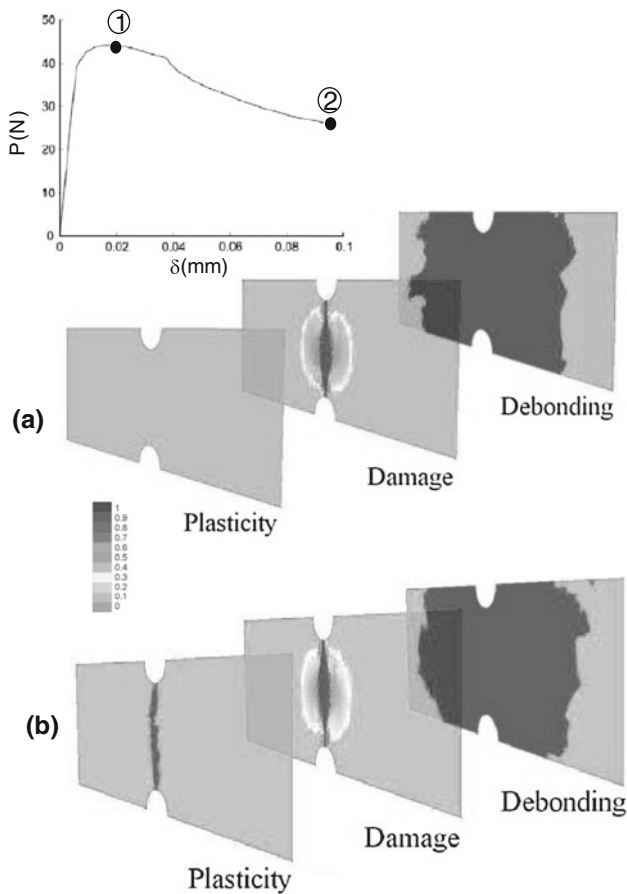 ①
②
50
40
30
20
10
0
P(N)
0
0.02
0.04
0.06
0.08
0.1
δ(mm)
(a)
Plasticity
Damage
Debonding
1
0.9
0.8
0.7
0.6
0.5
0.4
0.3
0.2
0.1
0
(b)
Plasticity
Damage
Debonding